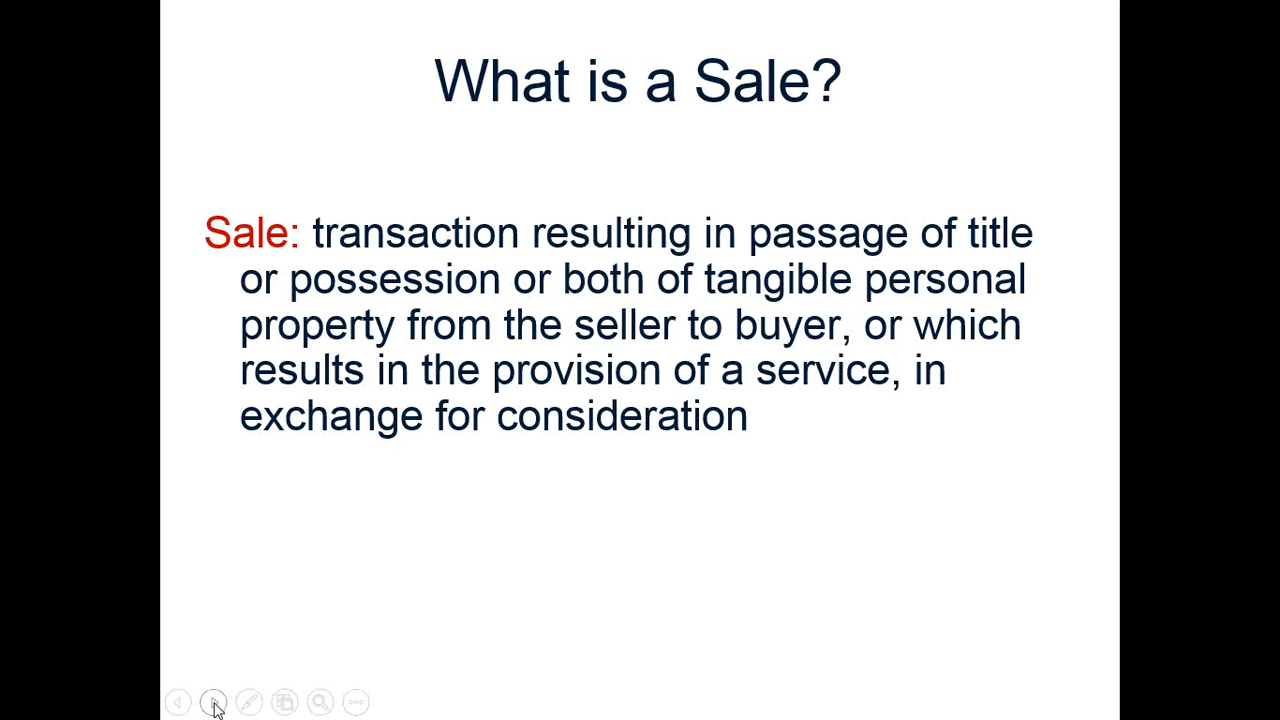 What is a Sale?
Sale: transaction resulting in passage of title
or possession or both of tangible personal
property from the seller to buyer, or which
results in the provision of a service, in
exchange for consideration